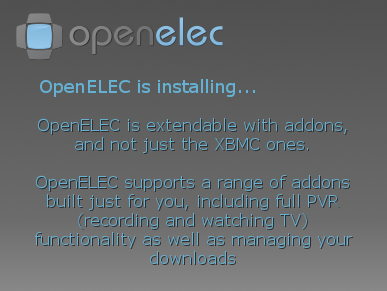 openelec
OpenELEC is installing...
OpenELEC is extendable with addons,
and not just the XBMC ones.
OpenELEC supports a range of addons
built just for you, including full PVR
(recording and watching TV)
functionality as well as managing your
downloads